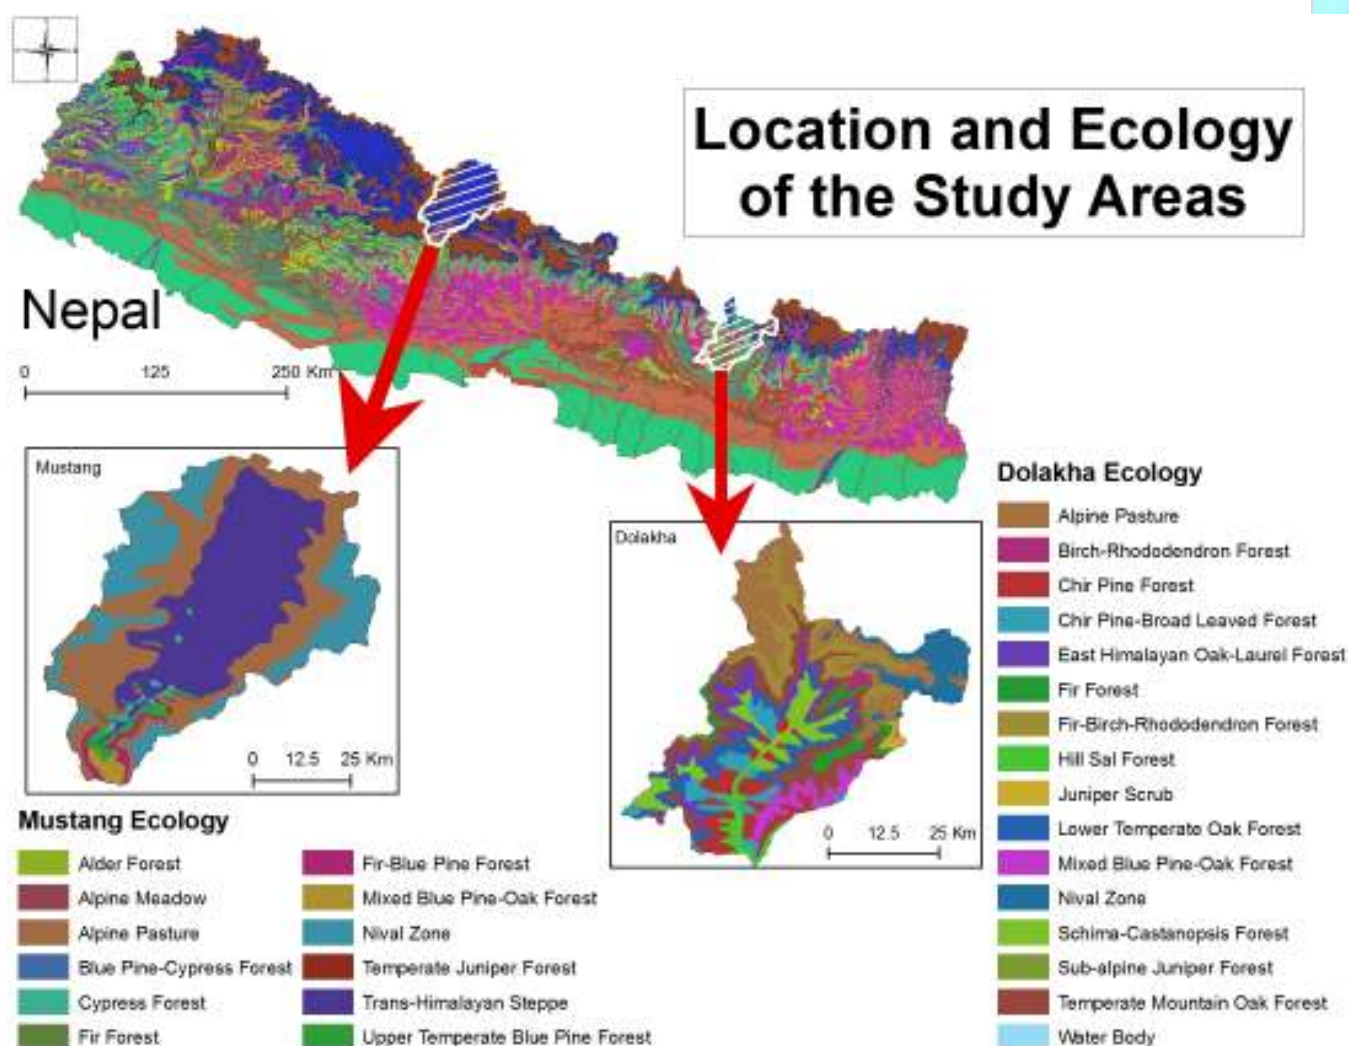 Location and Ecology
of the Study Areas
Nepal
0 125 250 Km
Mustang
0 12.5 25 Km
Dolakha
0 12.5 25 Km
Mustang Ecology
Alder Forest
Alpine Meadow
Alpine Pasture
Blue Pine-Cypress Forest
Cypress Forest
Fir Forest
Fir-Blue Pine Forest
Mixed Blue Pine-Oak Forest
Nival Zone
Temperate Juniper Forest
Trans-Himalayan Steppe
Upper Temperate Blue Pine Forest
Dolakha Ecology
Alpine Pasture
Birch-Rhododendron Forest
Chir Pine Forest
Chir Pine-Broad Leaved Forest
East Himalayan Oak-Laurel Forest
Fir Forest
Fir-Birch-Rhododendron Forest
Hill Sal Forest
Juniper Scrub
Lower Temperate Oak Forest
Mixed Blue Pine-Oak Forest
Nival Zone
Schima-Castanopsis Forest
Sub-alpine Juniper Forest
Temperate Mountain Oak Forest
Water Body